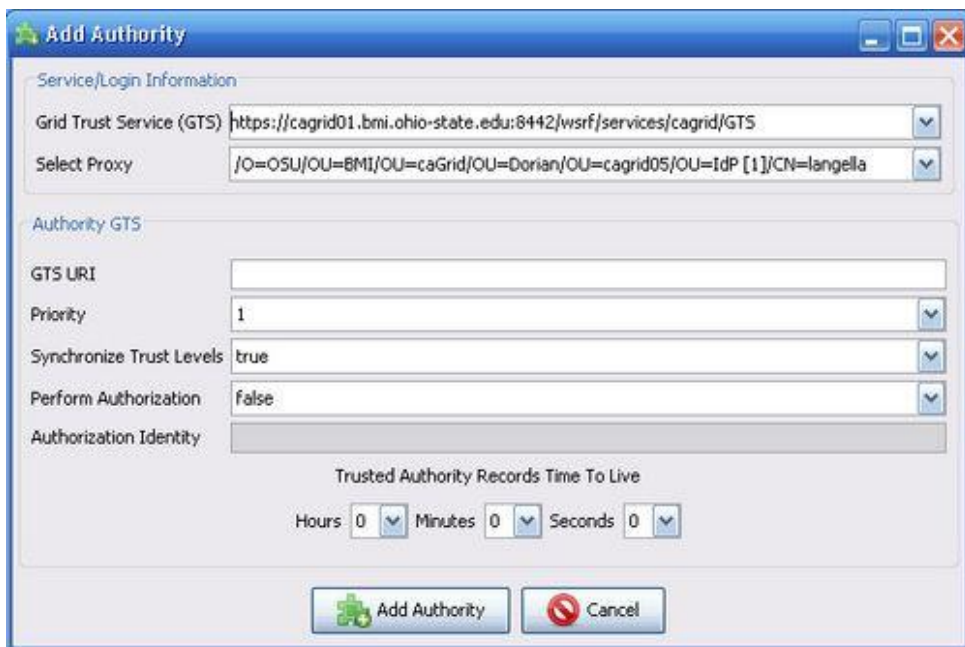 Add Authority
Service/Login Information
Grid Trust Service (GTS) https://cagrid01.bmi.ohio-state.edu:8442/wsrf/services/cagrid/GTS
Select Proxy /O=OSU/OU=BMI/OU=caGrid/OU=Dorian/OU=cagrid05/OU=IdP [1]/CN=langella
Authority GTS
GTS URI
Priority 1
Synchronize Trust Levels true
Perform Authorization false
Authorization Identity
Trusted Authority Records Time To Live
Hours 0 Minutes 0 Seconds 0
Add Authority Cancel